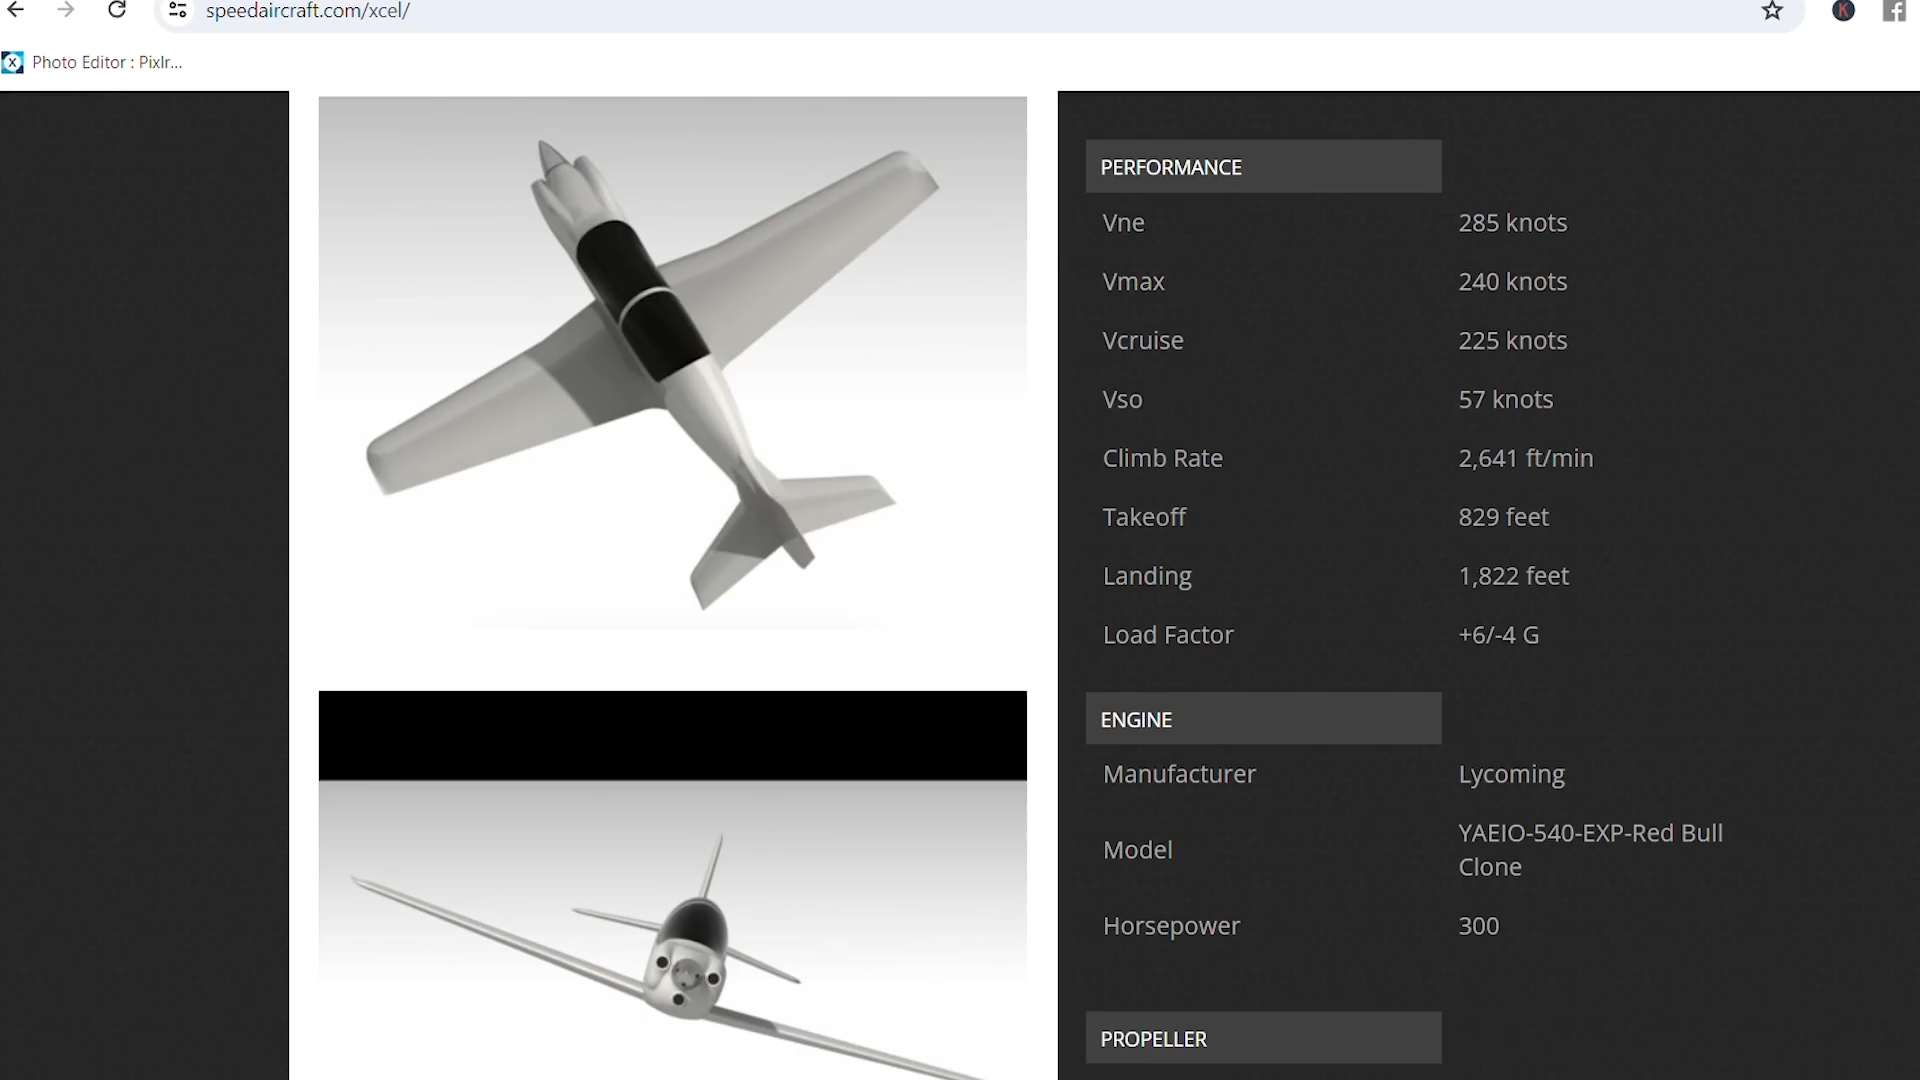 speedaircraft.com/xcel/
K
Photo Editor : Pixlr...
PERFORMANCE
Vne 285 knots
Vmax 240 knots
Vcruise 225 knots
Vso 57 knots
Climb Rate 2,641 ft/min
Takeoff 829 feet
Landing 1,822 feet
Load Factor +6/-4 G
ENGINE
Manufacturer Lycoming
Model YAEIO-540-EXP-Red Bull
Clone
Horsepower 300
PROPELLER